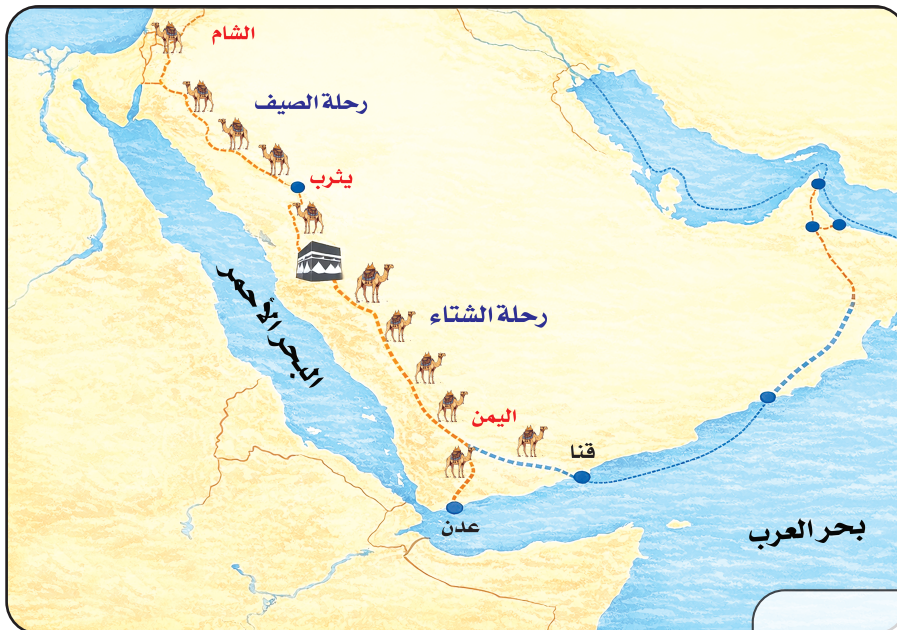 الشام
رحلة الصيف
يثرب
البحر الأحمر
رحلة الشتاء
اليمن
قنا
عدن
بحر العرب